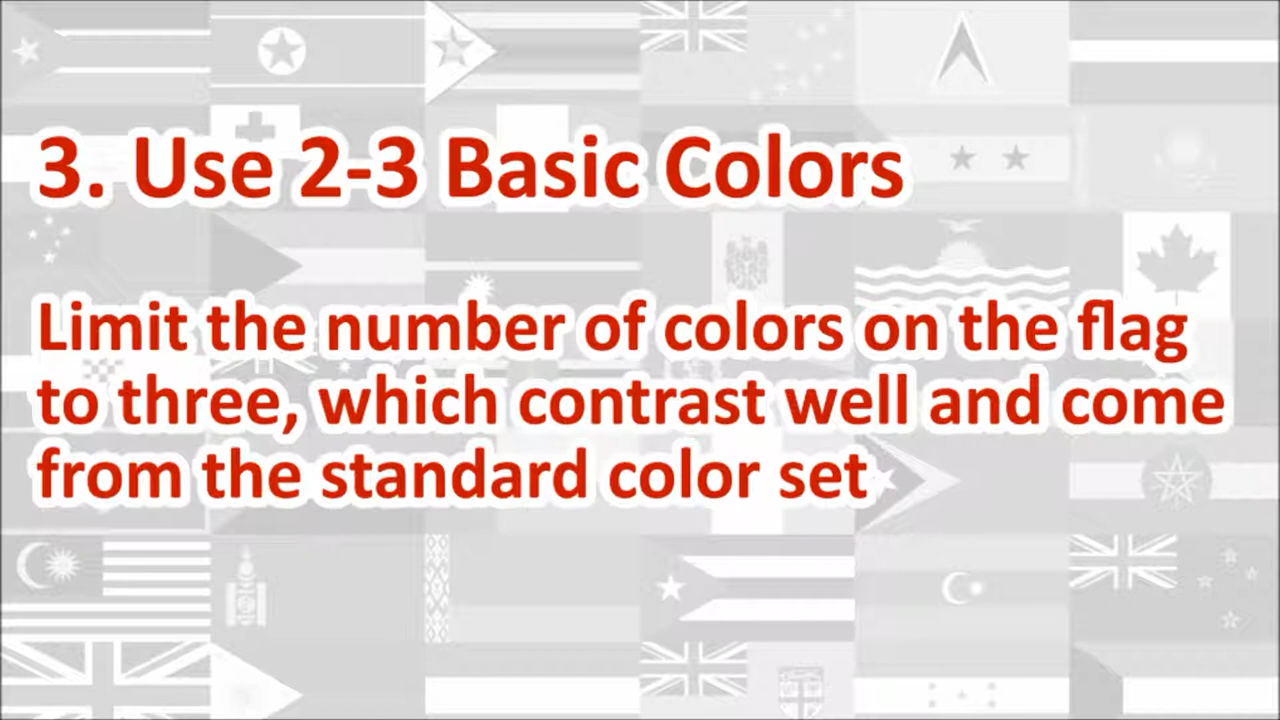 3. Use 2-3 Basic Colors
Limit the number of colors on the flag
to three, which contrast well and come
from the standard color set